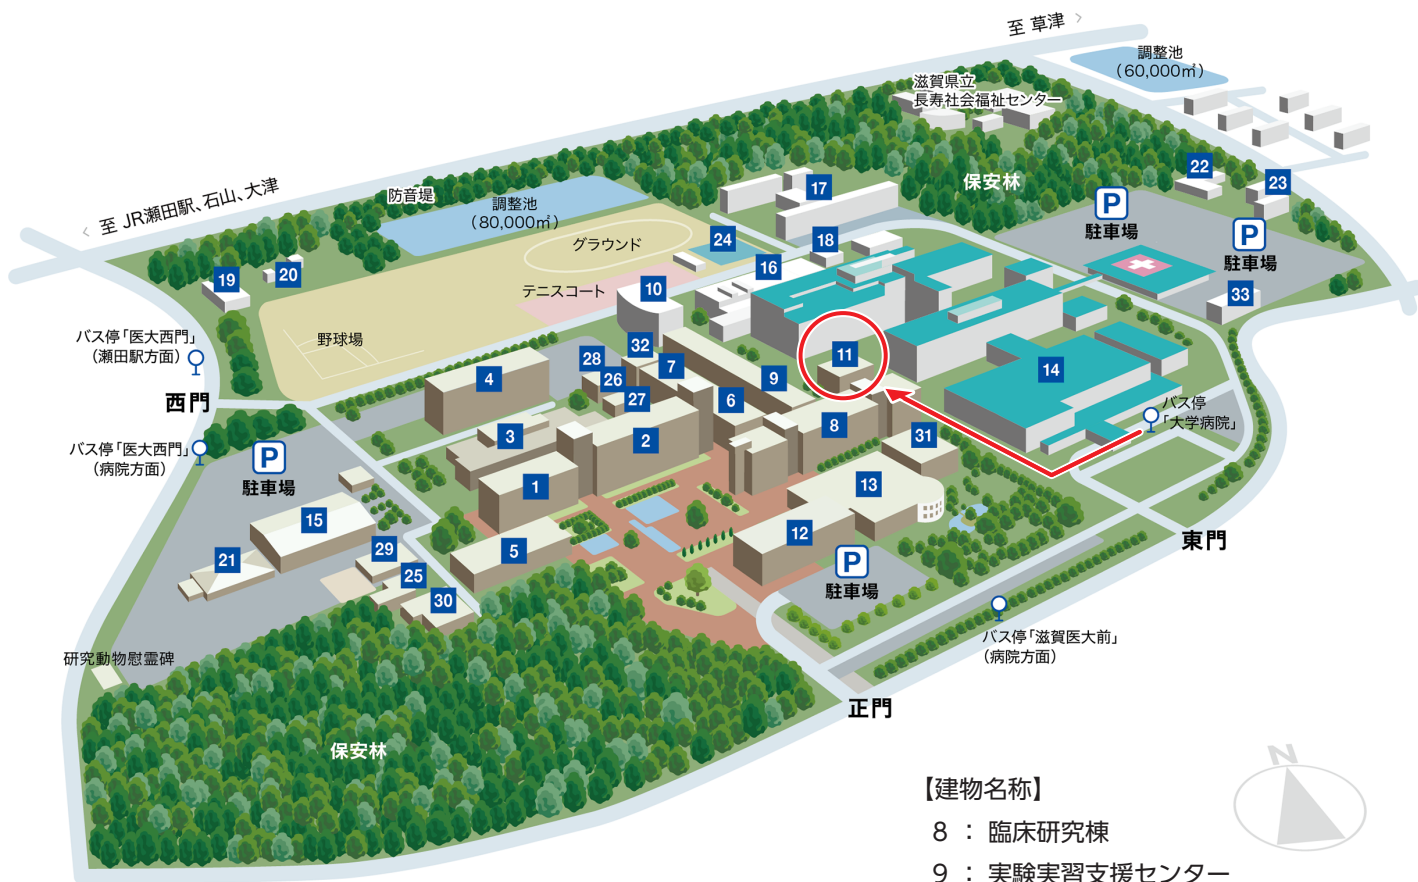 至 草津
調整池
（60,000㎡）
滋賀県立
長寿社会福祉センター
至 JR瀬田駅、石山、大津
防音堤
調整池
（80,000㎡）
グラウンド
保安林
17
22
23
P
駐車場
P
駐車場
24
18
16
19
20
テニスコート
10
33
野球場
バス停「医大西門」
（瀬田駅方面）
西門
バス停「医大西門」
（病院方面）
32
28
7
11
4
26
9
14
27
6
バス停
「大学病院」
3
2
8
31
P
駐車場
1
13
15
12
東門
5
29
21
25
P
駐車場
30
バス停「滋賀医大前」
（病院方面）
研究動物慰霊碑
正門
保安林
N
【建物名称】
8 ： 臨床研究棟
9 ： 実験実習支援センター